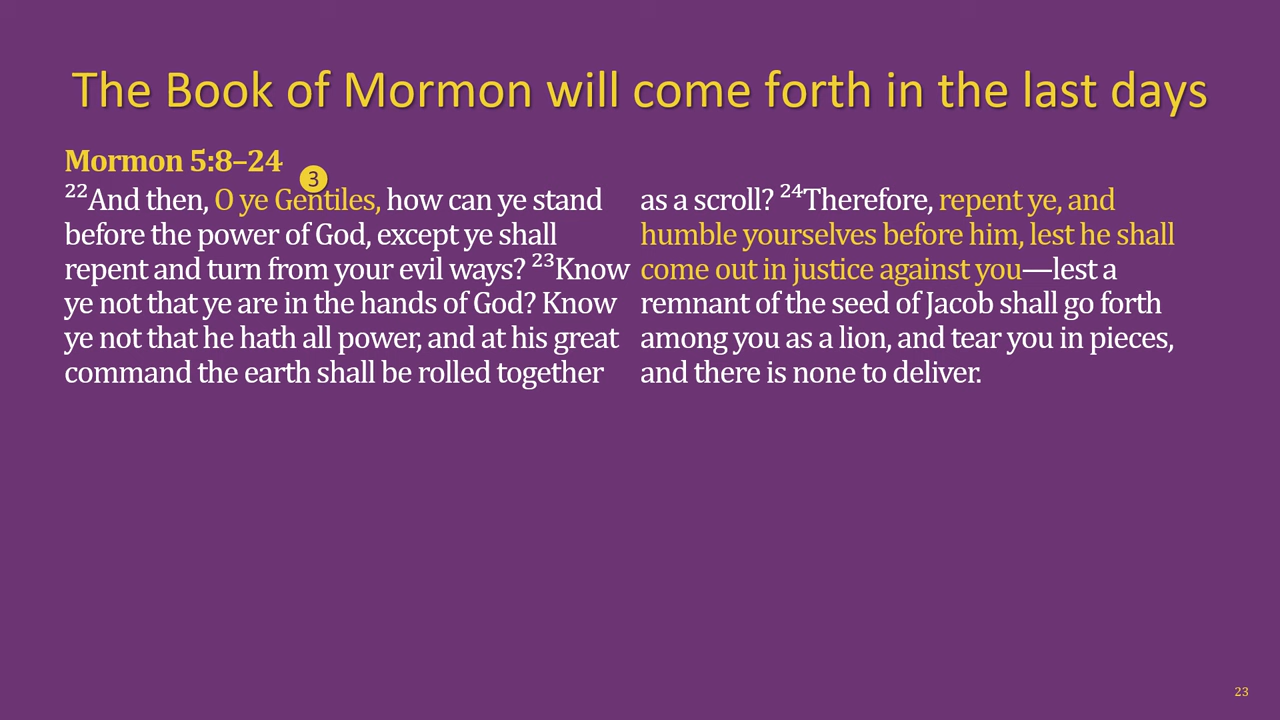 The Book of Mormon will come forth in the last days
Mormon 5:8–24
3
²²And then, O ye Gentiles, how can ye stand
before the power of God, except ye shall
repent and turn from your evil ways? ²³Know
ye not that ye are in the hands of God? Know
ye not that he hath all power, and at his great
command the earth shall be rolled together
as a scroll? ²⁴Therefore, repent ye, and
humble yourselves before him, lest he shall
come out in justice against you—lest a
remnant of the seed of Jacob shall go forth
among you as a lion, and tear you in pieces,
and there is none to deliver.
23